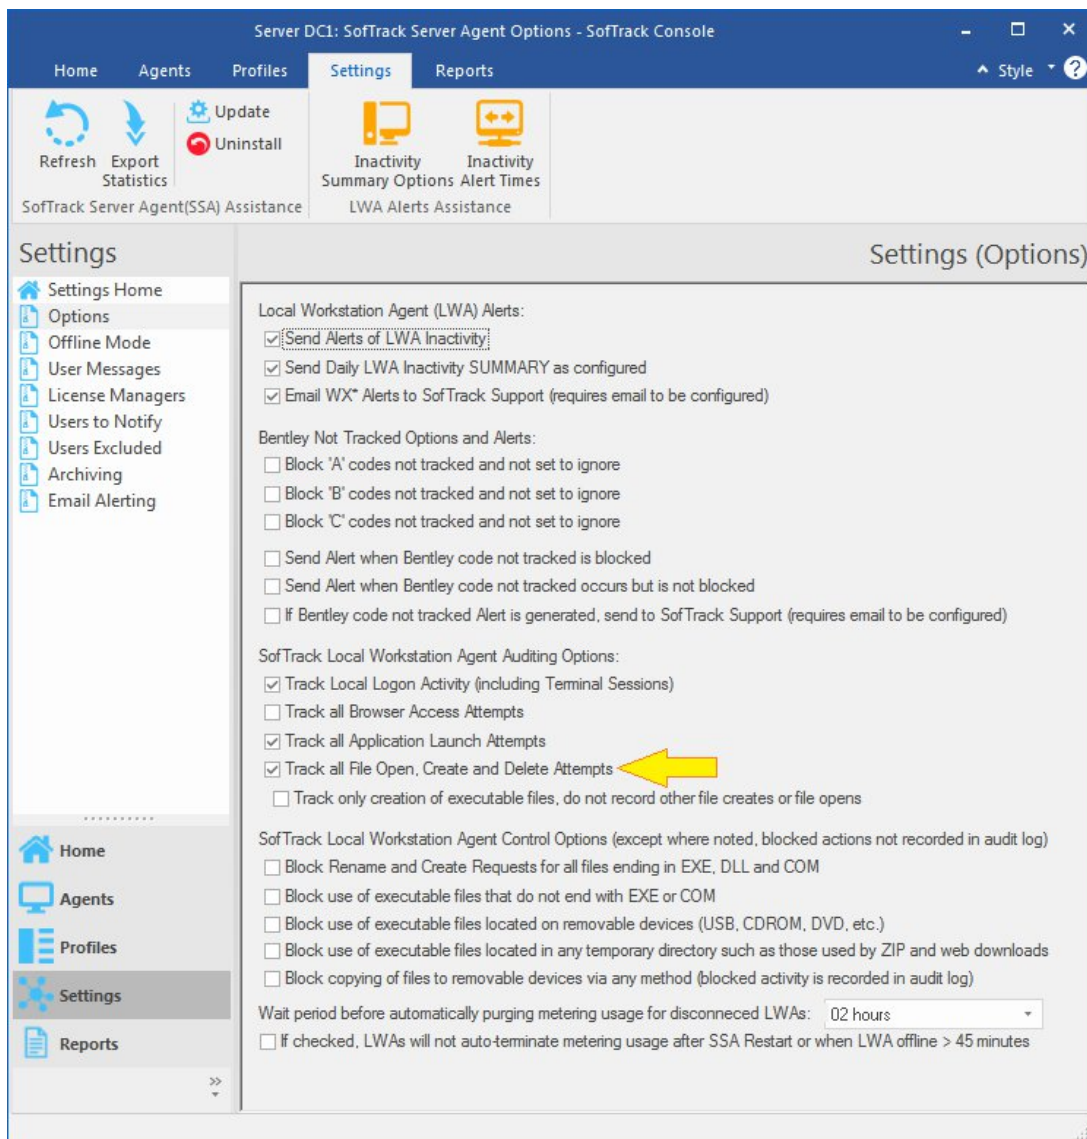 Server DC1: SofTrack Server Agent Options - SofTrack Console
Home Agents Profiles Settings Reports Style ?
Update
Uninstall
Refresh Export Statistics
Inactivity Summary Options
Inactivity Alert Times
SofTrack Server Agent(SSA) Assistance
LWA Alerts Assistance
Settings
Settings (Options)
Settings Home
Options
Offline Mode
User Messages
License Managers
Users to Notify
Users Excluded
Archiving
Email Alerting
Home
Agents
Profiles
Settings
Reports
Local Workstation Agent (LWA) Alerts:
Send Alerts of LWA Inactivity
Send Daily LWA Inactivity SUMMARY as configured
Email WX* Alerts to SofTrack Support (requires email to be configured)
Bentley Not Tracked Options and Alerts:
Block 'A' codes not tracked and not set to ignore
Block 'B' codes not tracked and not set to ignore
Block 'C' codes not tracked and not set to ignore
Send Alert when Bentley code not tracked is blocked
Send Alert when Bentley code not tracked occurs but is not blocked
If Bentley code not tracked Alert is generated, send to SofTrack Support (requires email to be configured)
SofTrack Local Workstation Agent Auditing Options:
Track Local Logon Activity (including Terminal Sessions)
Track all Browser Access Attempts
Track all Application Launch Attempts
Track all File Open, Create and Delete Attempts
Track only creation of executable files, do not record other file creates or file opens
SofTrack Local Workstation Agent Control Options (except where noted, blocked actions not recorded in audit log)
Block Rename and Create Requests for all files ending in EXE, DLL and COM
Block use of executable files that do not end with EXE or COM
Block use of executable files located on removable devices (USB, CDROM, DVD, etc.)
Block use of executable files located in any temporary directory such as those used by ZIP and web downloads
Block copying of files to removable devices via any method (blocked activity is recorded in audit log)
Wait period before automatically purging metering usage for disconneced LWAs: 02 hours
If checked, LWAs will not auto-terminate metering usage after SSA Restart or when LWA offline > 45 minutes